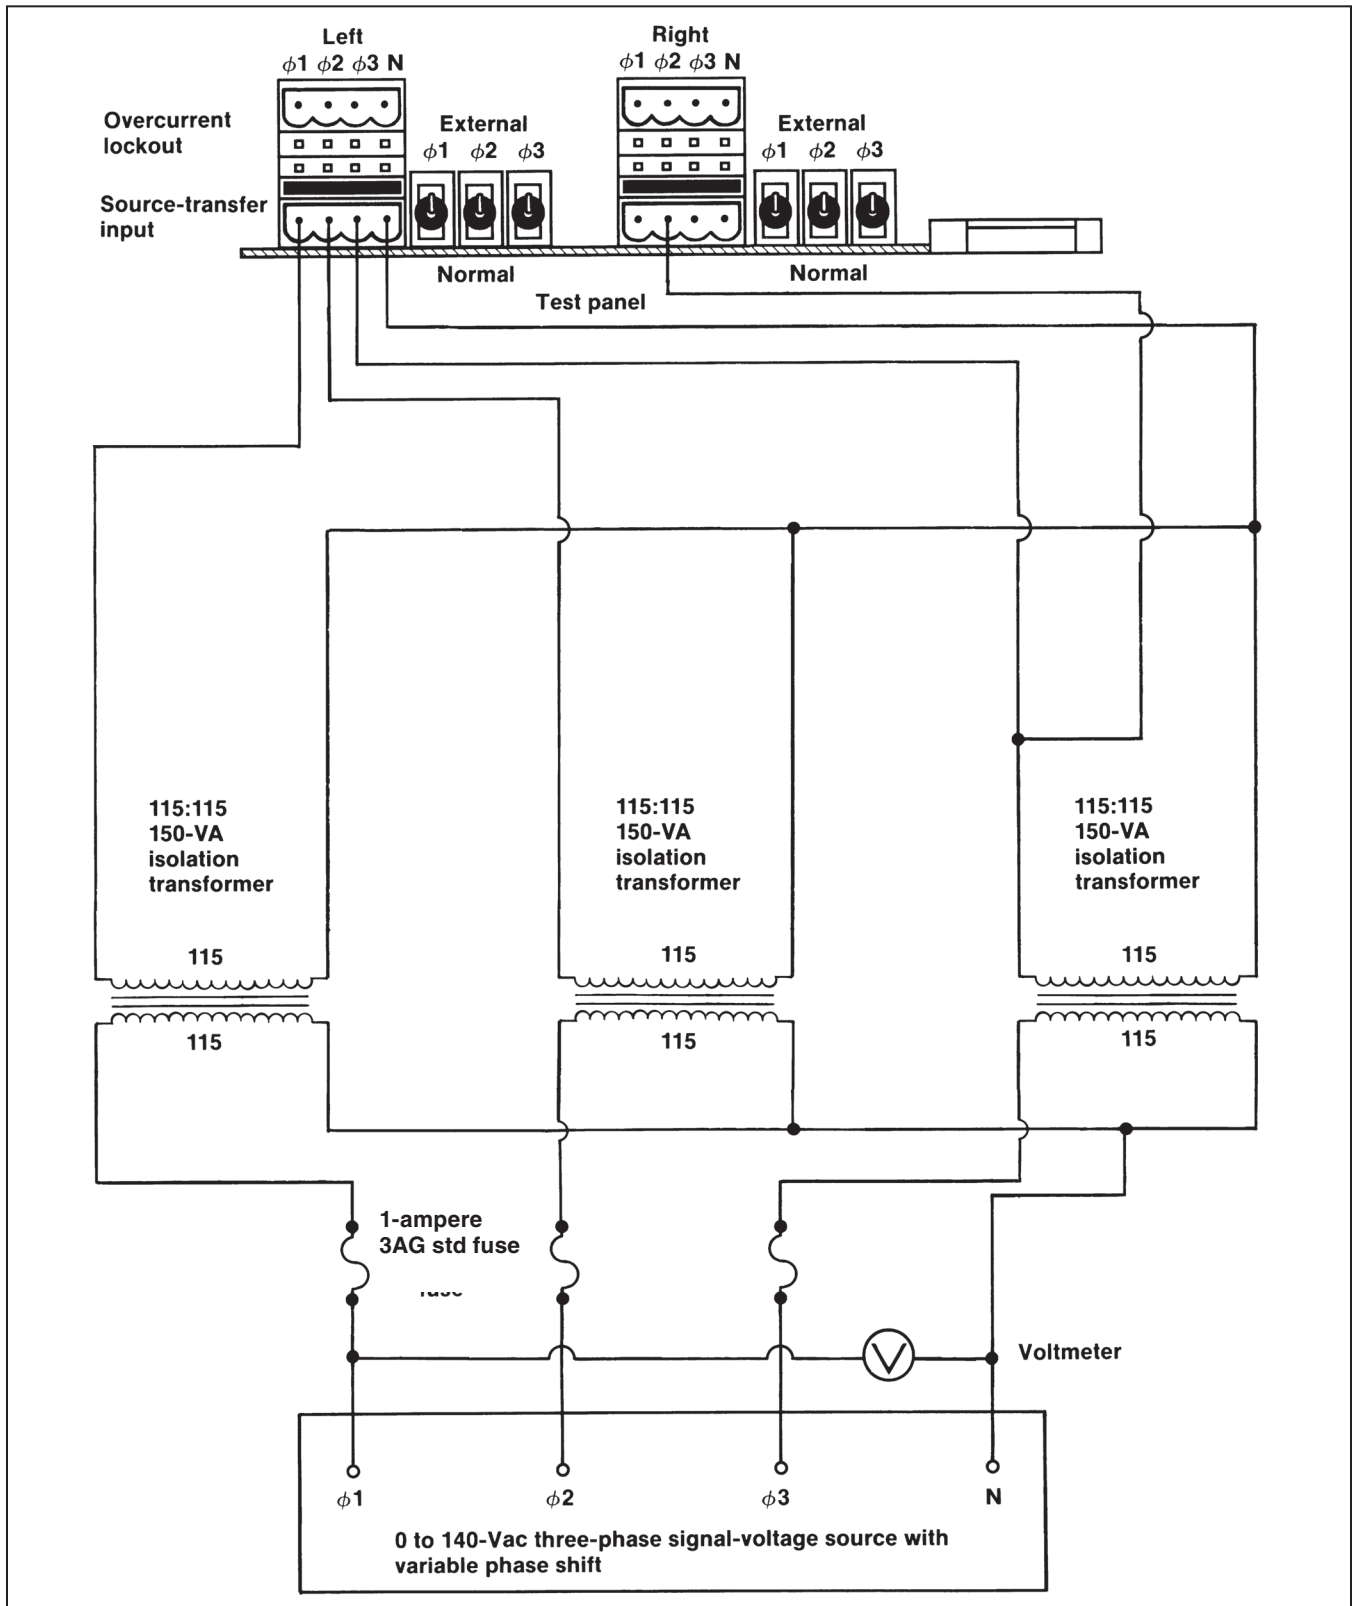 Left
ϕ1 ϕ2 ϕ3 N
Right
ϕ1 ϕ2 ϕ3 N
Overcurrent
lockout
External
ϕ1 ϕ2 ϕ3
External
ϕ1 ϕ2 ϕ3
Source-transfer
input
Normal
Normal
Test panel
115:115
150-VA
isolation
transformer
115:115
150-VA
isolation
transformer
115:115
150-VA
isolation
transformer
115
115
115
115
115
115
1-ampere
3AG std fuse
fuse
V
Voltmeter
ϕ1
ϕ2
ϕ3
N
0 to 140-Vac three-phase signal-voltage source with
variable phase shift